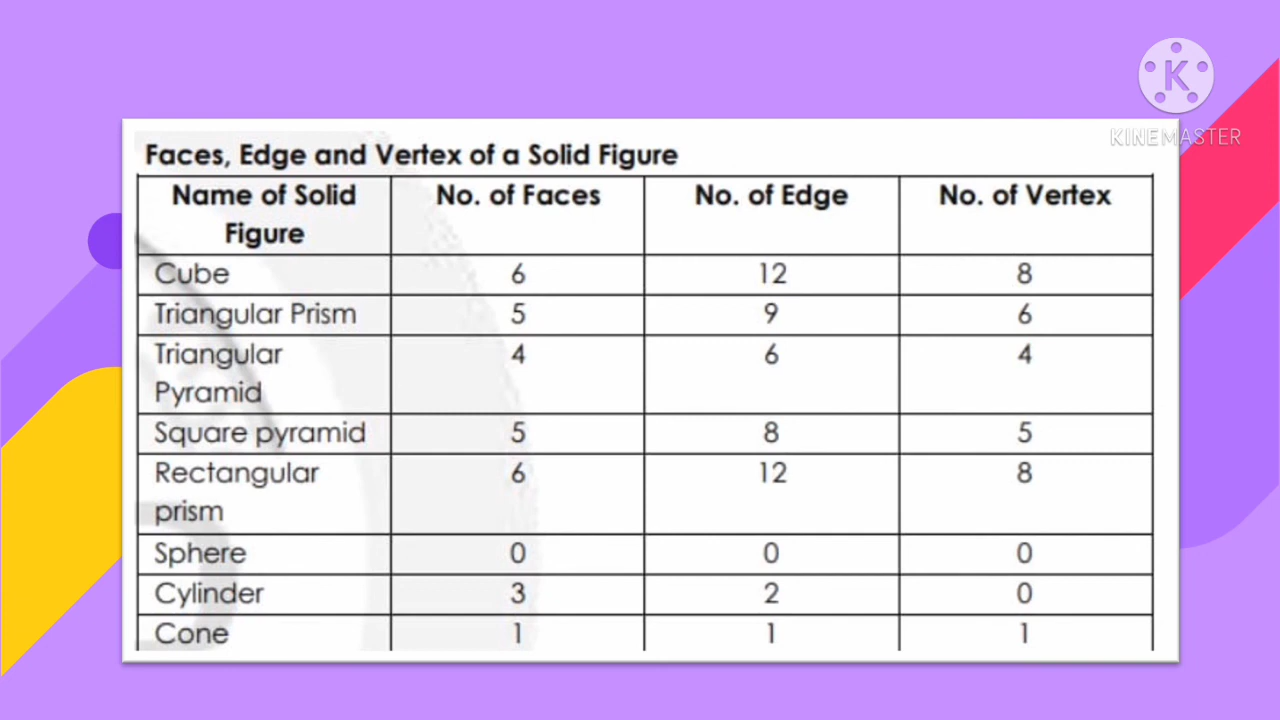 K
KINEMASTER
Faces, Edge and Vertex of a Solid Figure
Name of Solid Figure No. of Faces No. of Edge No. of Vertex
Cube 6 12 8
Triangular Prism 5 9 6
Triangular Pyramid 4 6 4
Square pyramid 5 8 5
Rectangular prism 6 12 8
Sphere 0 0 0
Cylinder 3 2 0
Cone 1 1 1